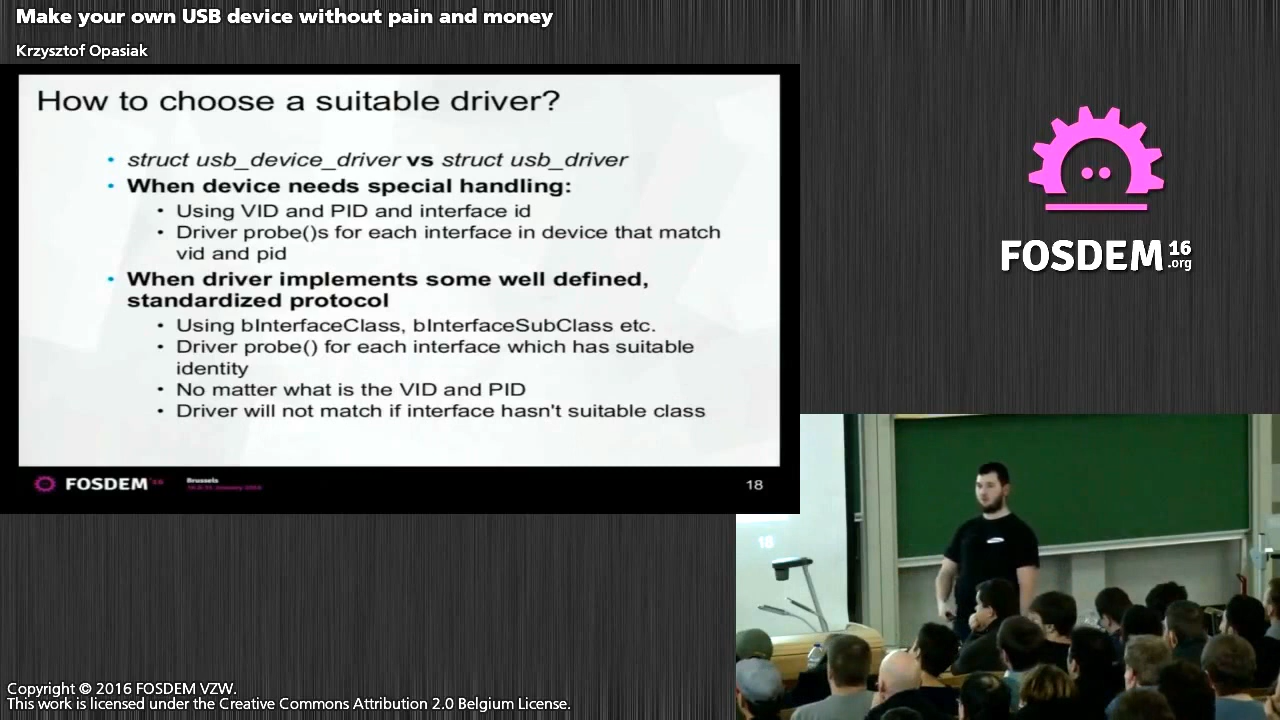 Make your own USB device without pain and money
Krzysztof Opasiak
How to choose a suitable driver?
• struct usb_device_driver vs struct usb_driver
• When device needs special handling:
• Using VID and PID and interface id
• Driver probe()s for each interface in device that match
vid and pid
• When driver implements some well defined,
standardized protocol
• Using bInterfaceClass, bInterfaceSubClass etc.
• Driver probe() for each interface which has suitable
identity
• No matter what is the VID and PID
• Driver will not match if interface hasn't suitable class
FOSDEM'16
Brussels
18
FOSDEM 16
.org
18
Copyright © 2016 FOSDEM VZW.
This work is licensed under the Creative Commons Attribution 2.0 Belgium License.